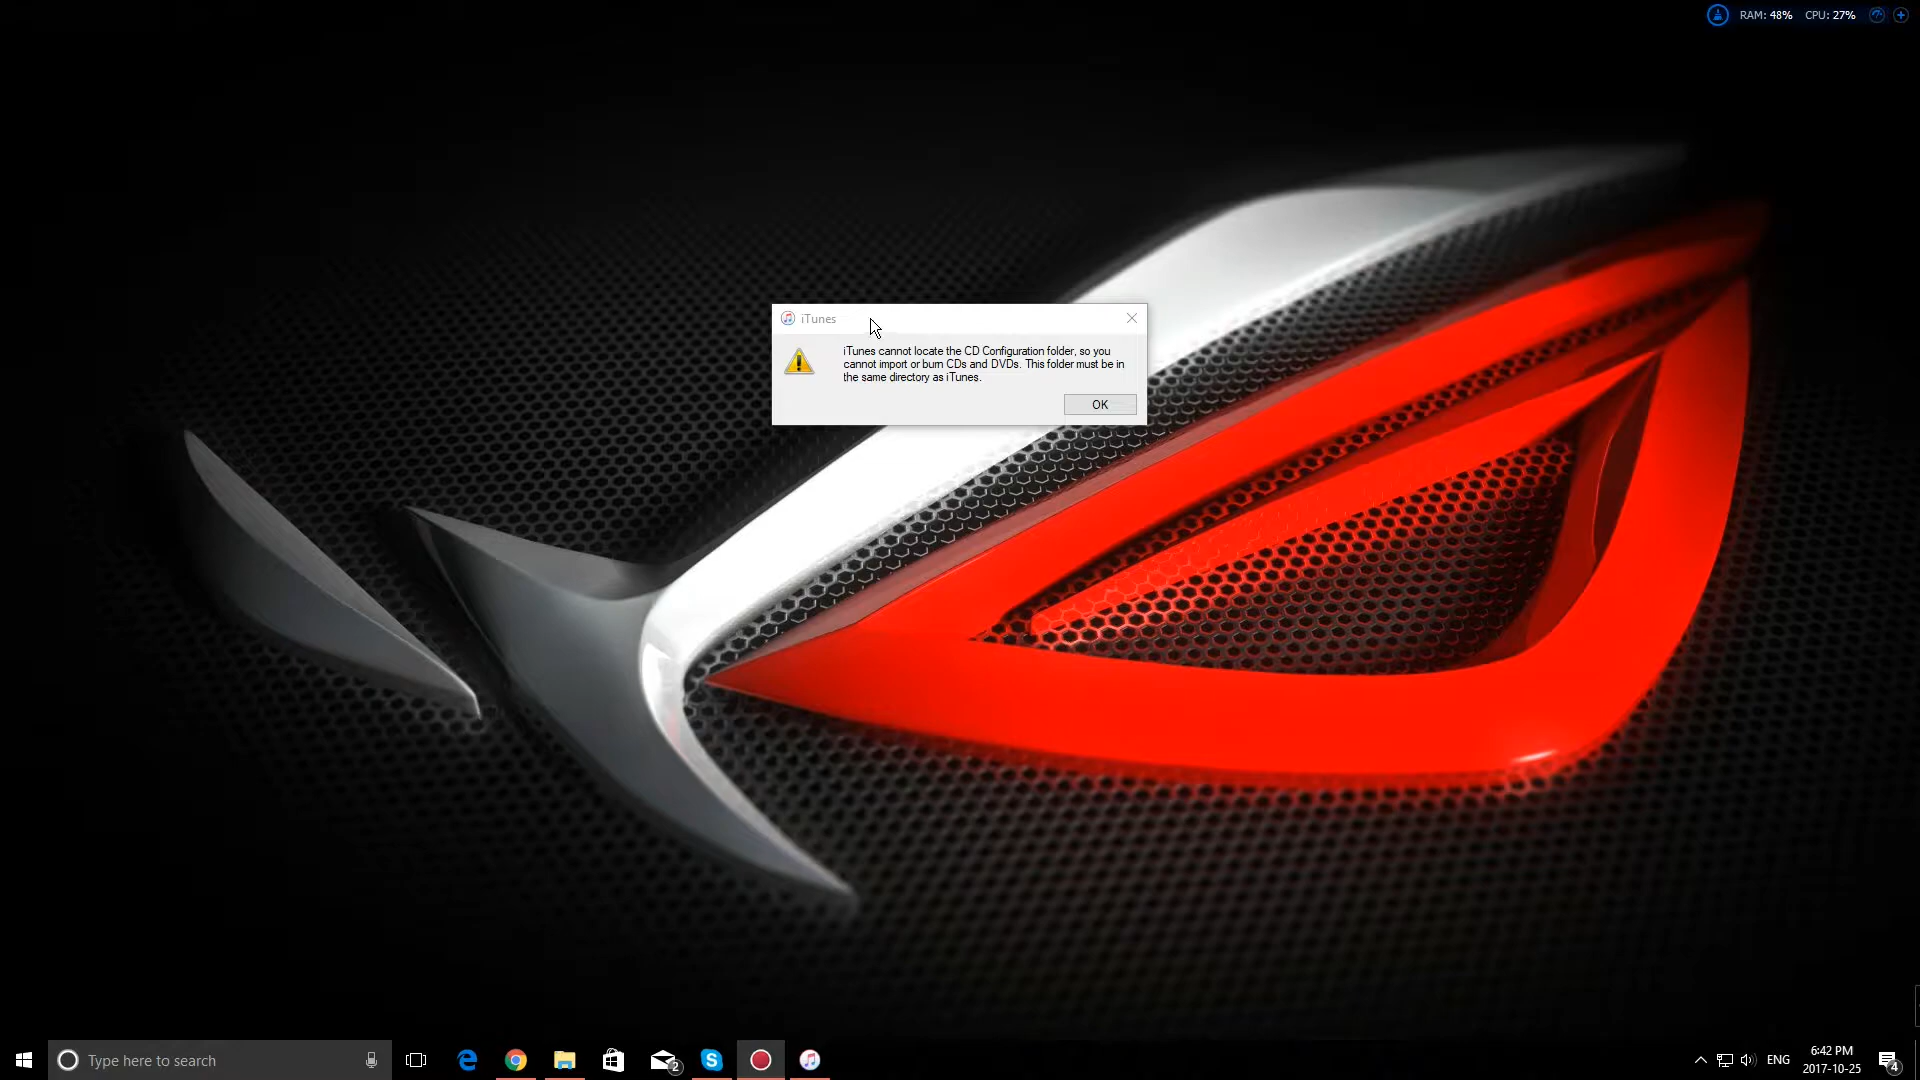 RAM: 48% CPU: 27%
iTunes
iTunes cannot locate the CD Configuration folder, so you
cannot import or burn CDs and DVDs. This folder must be in
the same directory as iTunes.
OK
Type here to search
2
ENG
6:42 PM
2017-10-25
4